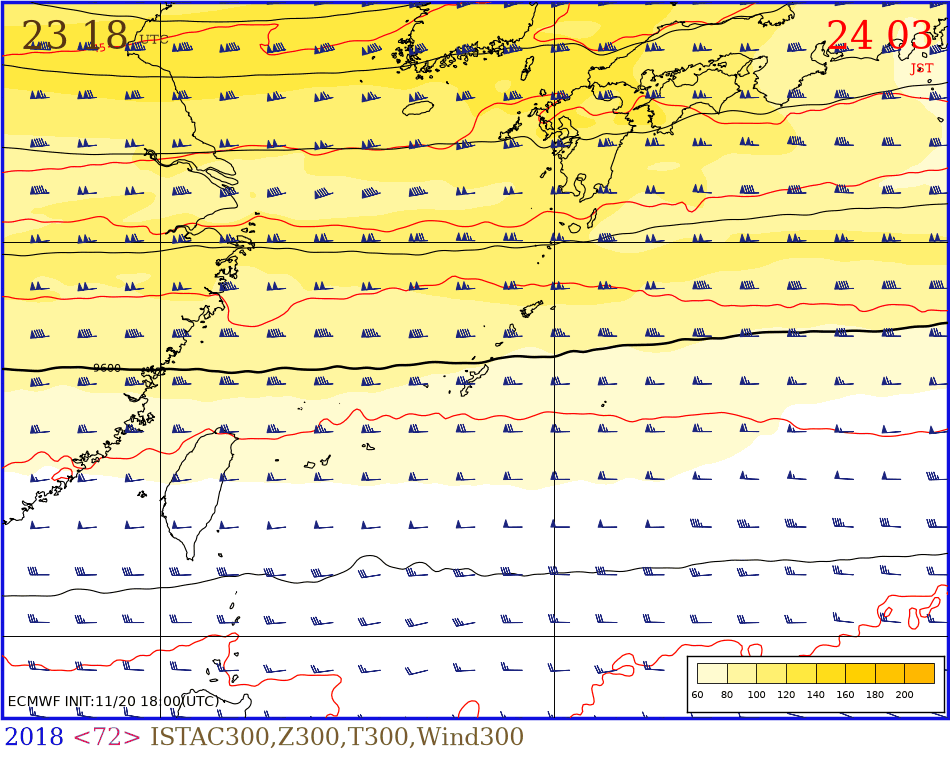 23 18 UTC
24 03
JST
9600
ECMWF INIT:11/20 18:00(UTC)
60 80 100 120 140 160 180 200
2018 <72> ISTAC300,Z300,T300,Wind300